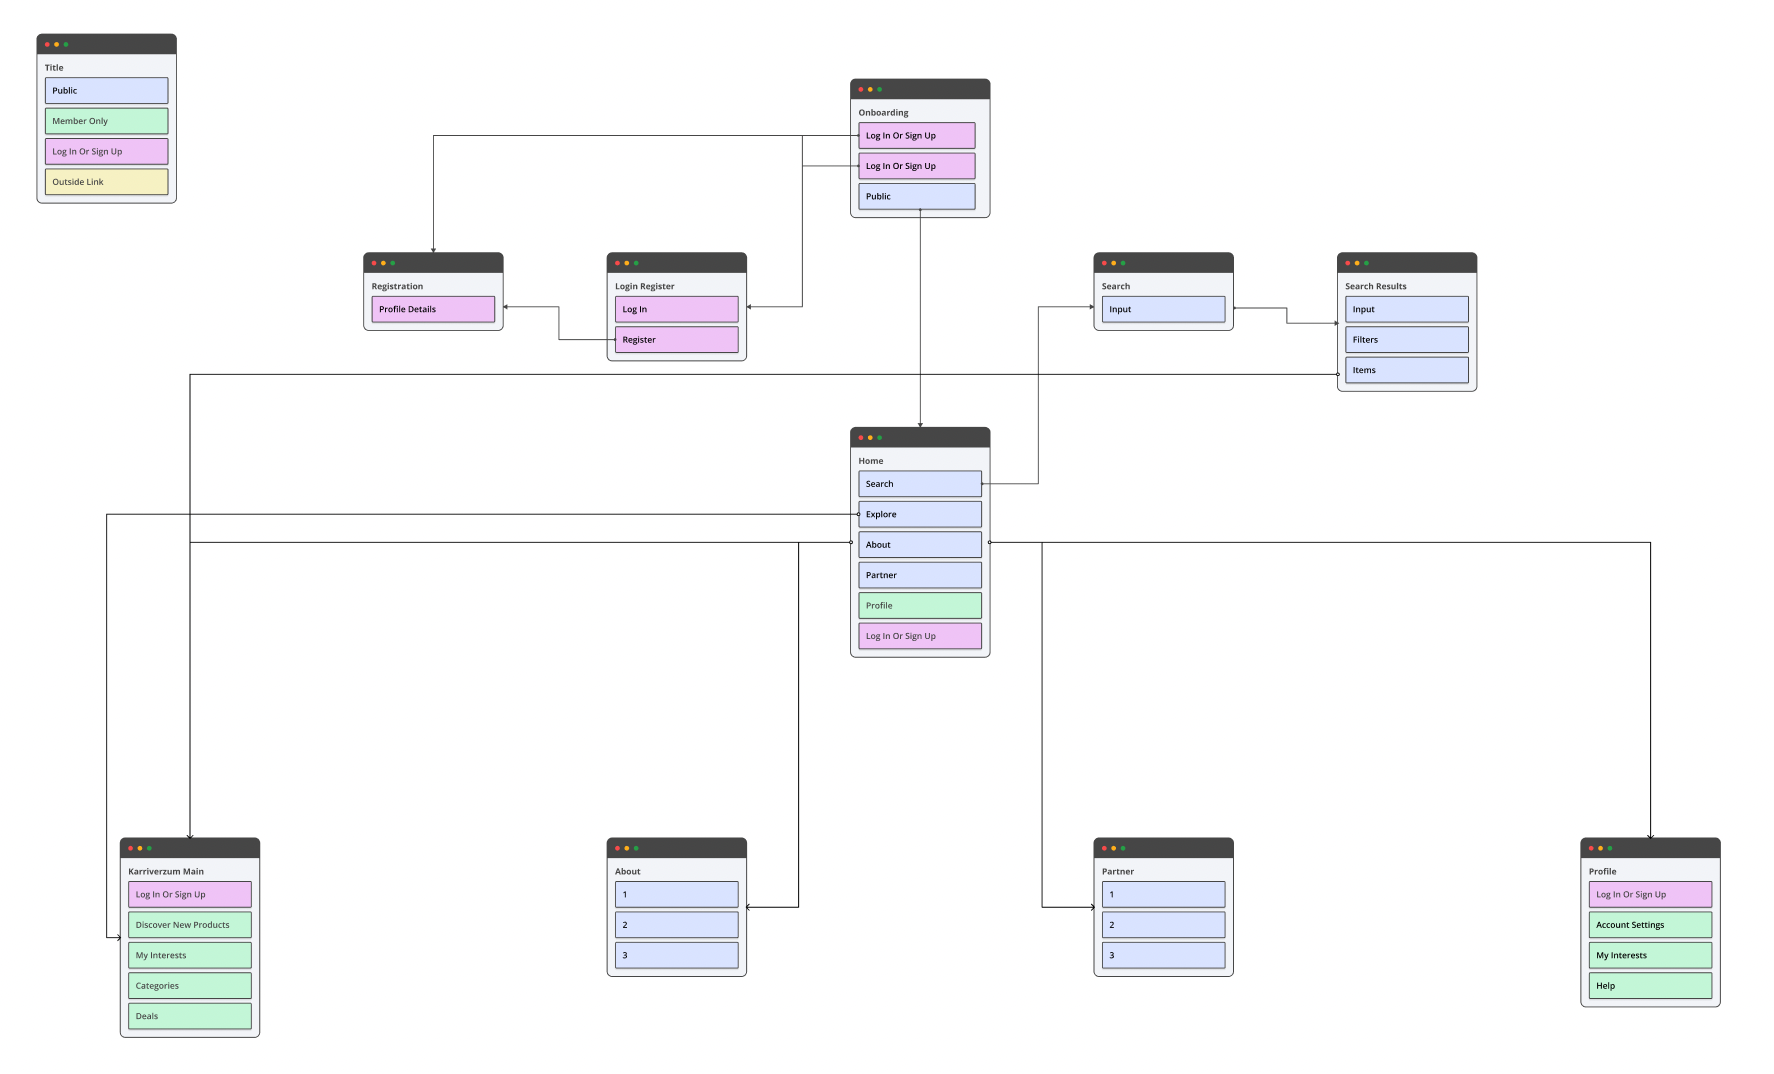 Title
Public
Member Only
Log In Or Sign Up
Outside Link
Onboarding
Log In Or Sign Up
Log In Or Sign Up
Public
Registration
Profile Details
Login Register
Log In
Register
Search
Input
Search Results
Input
Filters
Items
Home
Search
Explore
About
Partner
Profile
Log In Or Sign Up
Karriverzum Main
Log In Or Sign Up
Discover New Products
My Interests
Categories
Deals
About
1
2
3
Partner
1
2
3
Profile
Log In Or Sign Up
Account Settings
My Interests
Help